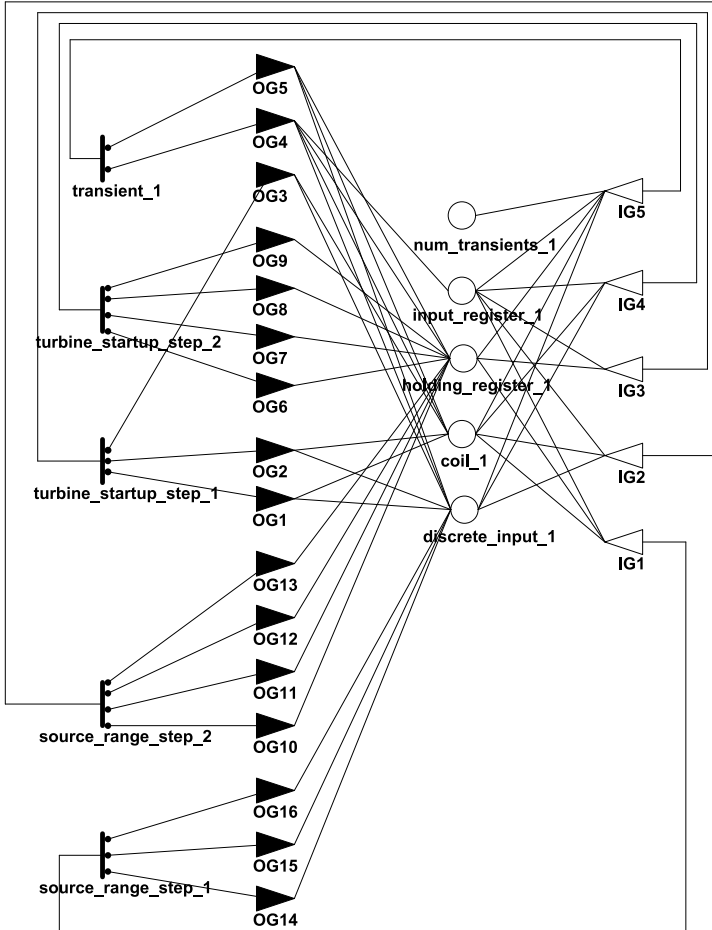 OG5
OG4
transient_1
OG3
IG5
num_transients_1
OG9
OG8
IG4
input_register_1
turbine_startup_step_2
OG7
OG6
holding_register_1
IG3
OG2
coil_1
IG2
turbine_startup_step_1
OG1
discrete_input_1
IG1
OG13
OG12
OG11
source_range_step_2
OG10
OG16
OG15
source_range_step_1
OG14